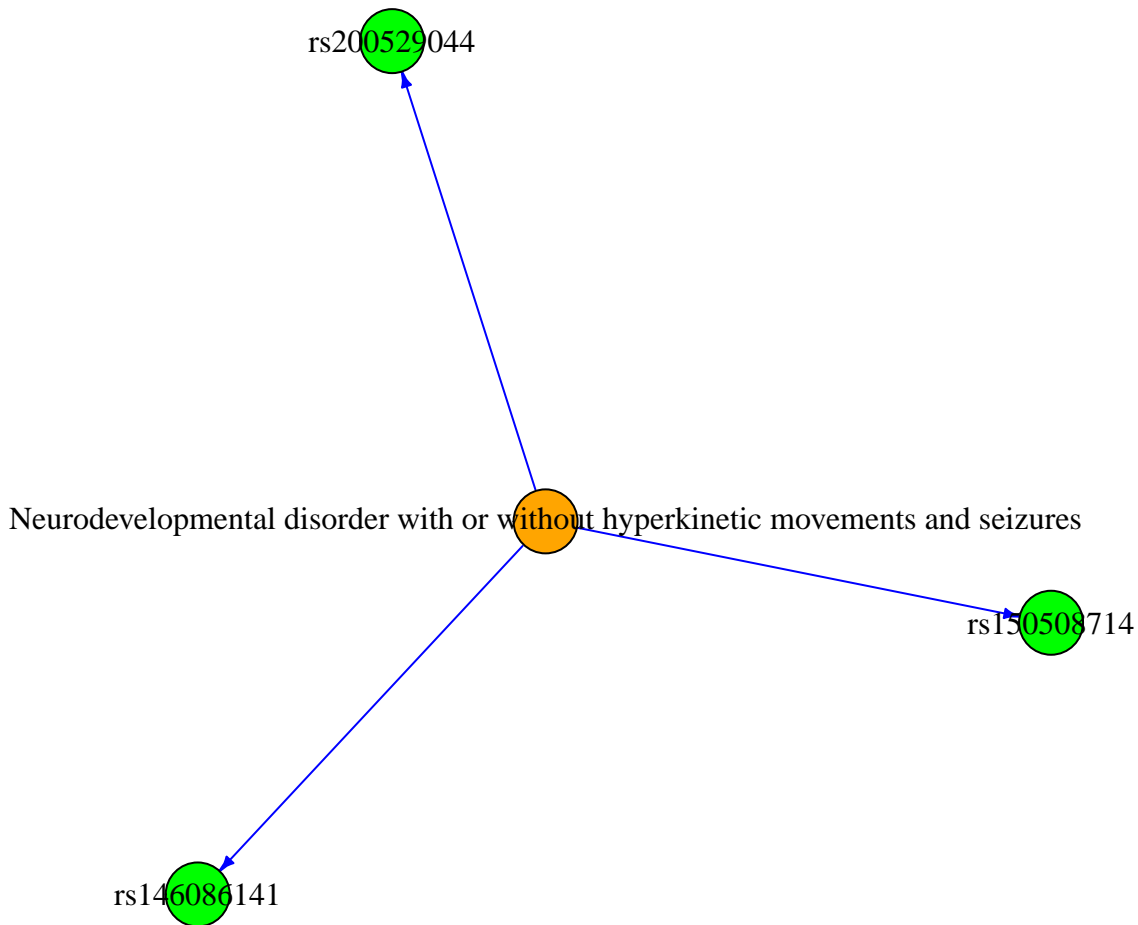 rs200529044
Neurodevelopmental disorder with or without hyperkinetic movements and seizures
rs150508714
rs146086141